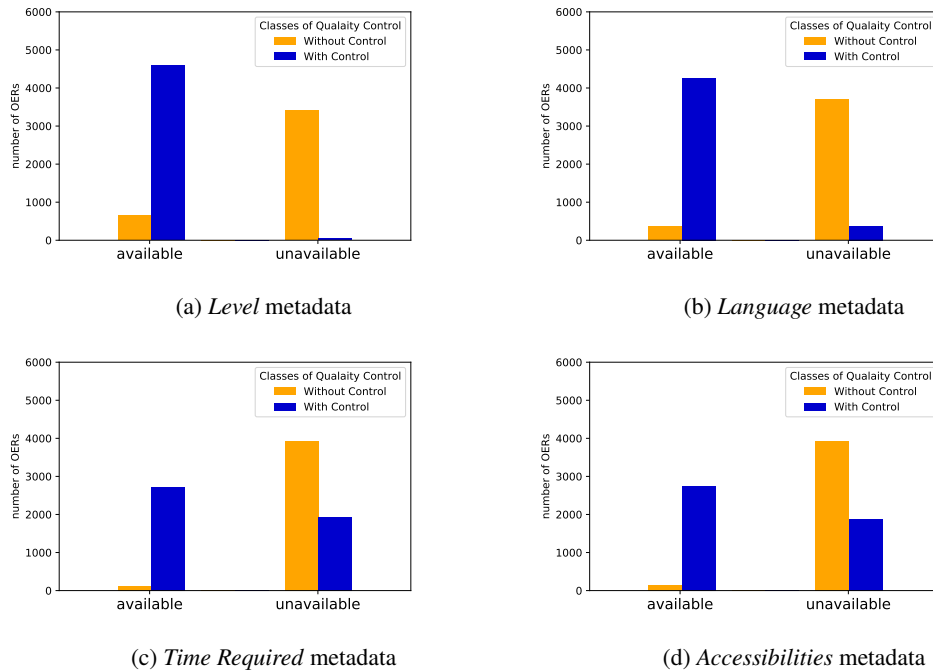 6000
5000
4000
3000
2000
1000
0
number of OERs
Classes of Qualaity Control
Without Control
With Control
available
unavailable
(a) Level metadata
6000
5000
4000
3000
2000
1000
0
number of OERs
Classes of Qualaity Control
Without Control
With Control
available
unavailable
(b) Language metadata
6000
5000
4000
3000
2000
1000
0
number of OERs
Classes of Qualaity Control
Without Control
With Control
available
unavailable
(c) Time Required metadata
6000
5000
4000
3000
2000
1000
0
number of OERs
Classes of Qualaity Control
Without Control
With Control
available
unavailable
(d) Accessibilities metadata